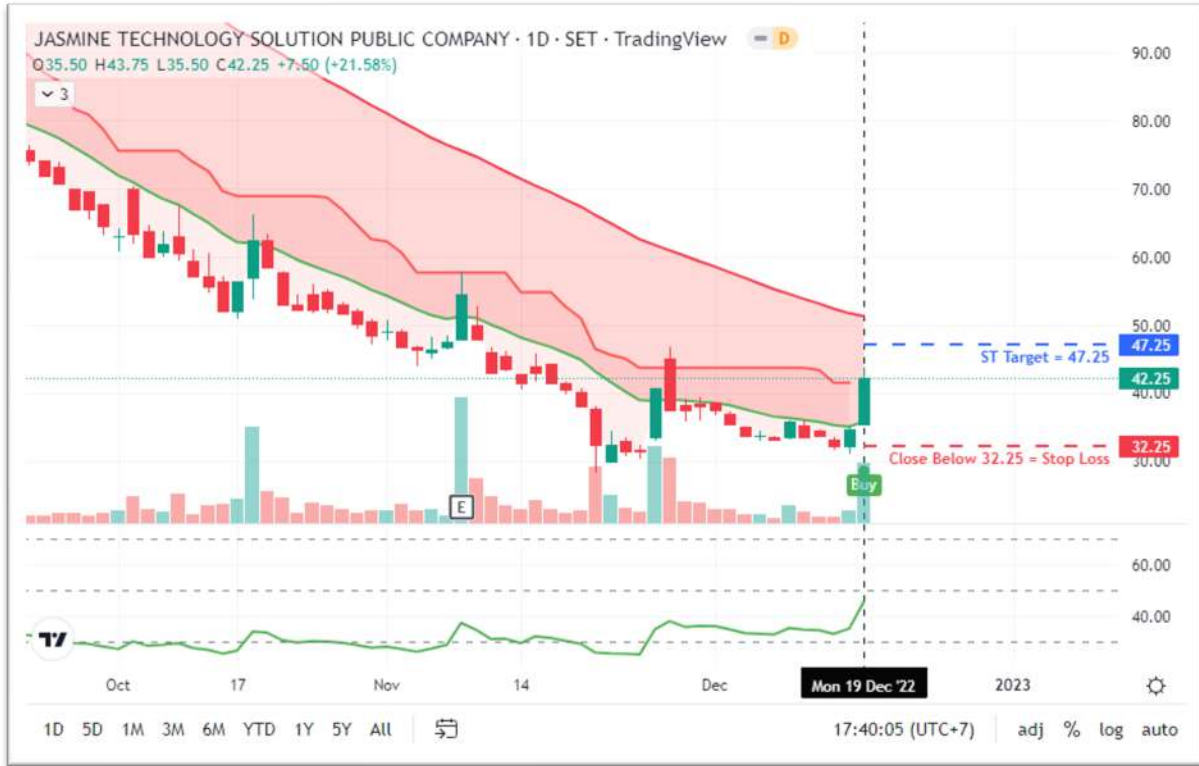 JASMINE TECHNOLOGY SOLUTION PUBLIC COMPANY · 1D · SET · TradingView
D
O35.50 H43.75 L35.50 C42.25 +7.50 (+21.58%)
3
90.00
80.00
70.00
60.00
50.00
47.25
ST Target = 47.25
42.25
40.00
32.25
Close Below 32.25 = Stop Loss
30.00
Buy
E
60.00
40.00
Oct 17 Nov 14 Dec Mon 19 Dec '22 2023
1D 5D 1M 3M 6M YTD 1Y 5Y All 17:40:05 (UTC+7) adj % log auto